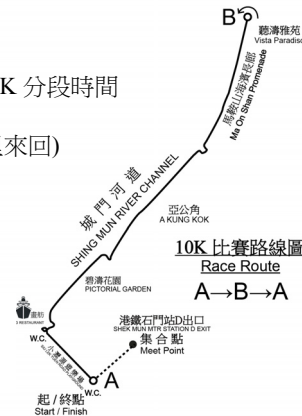 B
聽濤雅苑
Vista Paradiso
K 分段時間
馬鞍山海濱長廊
Ma On Shan Promenade
來回)
城門河道
SHING MUN RIVER CHANNEL
亞公角
A KUNG KOK
10K 比賽路線圖
Race Route
A→B→A
碧濤花園
PICTORIAL GARDEN
港鐵石門站D出口
SHEK MUN MTR STATION D EXIT
集合點
Meet Point
畫舫
W.C.
A
W.C.
起 / 終點
Start / Finish